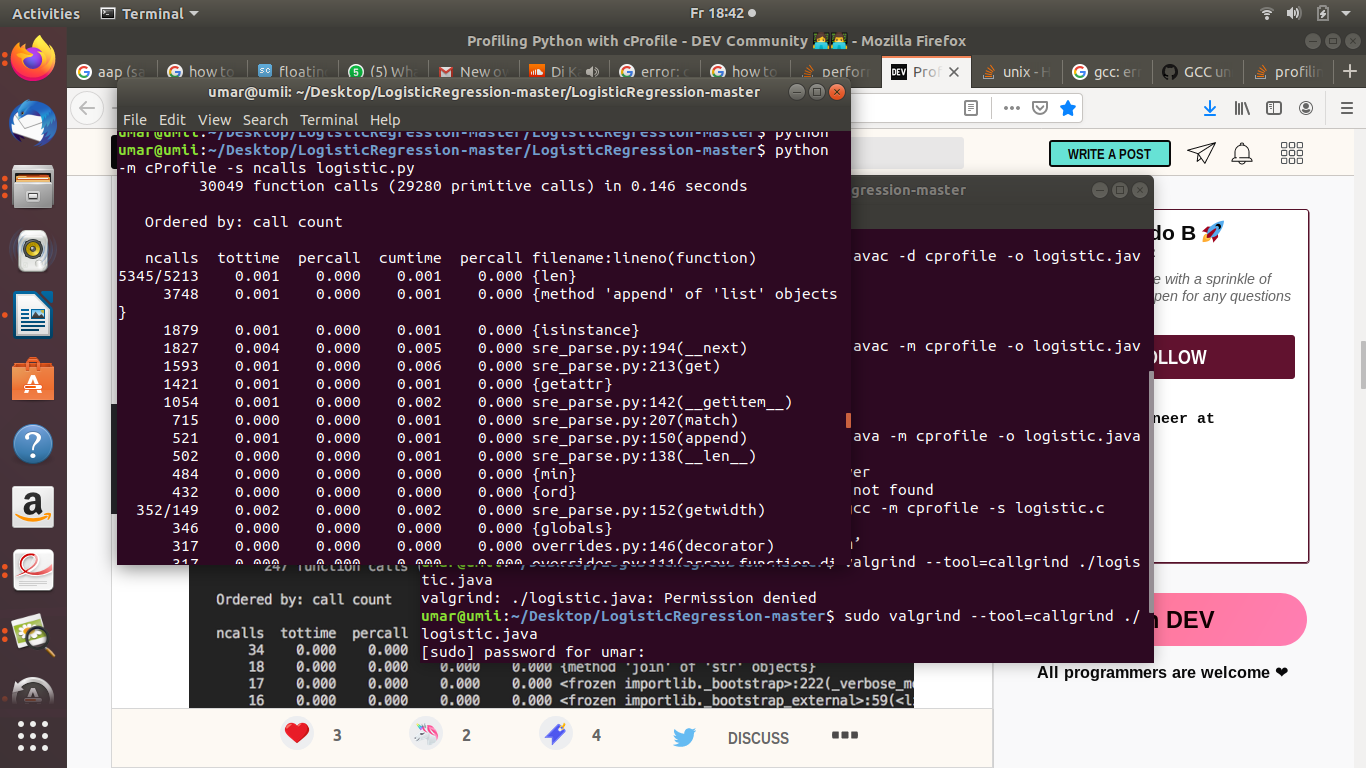 Activities
Terminal
Fr 18:42
Profiling Python with cProfile - DEV Community 👩‍💻👨‍💻 - Mozilla Firefox
aap (sa
how to
floatin
(5) Wha
New ov
DJ K
error: c
how to
perforr
Prof
unix - H
gcc: err
GCC un
profilin
umar@umii: ~/Desktop/LogisticRegression-master/LogisticRegression-master
File Edit View Search Terminal Help
umar@umii:~/Desktop/LogisticRegression-master/LogisticRegression-master$ python
umar@umii:~/Desktop/LogisticRegression-master/LogisticRegression-master$ python
-m cProfile -s ncalls logistic.py
30049 function calls (29280 primitive calls) in 0.146 seconds
Ordered by: call count
ncalls tottime percall cumtime percall filename:lineno(function)
5345/5213 0.001 0.000 0.001 0.000 {len}
3748 0.001 0.000 0.001 0.000 {method 'append' of 'list' objects
}
1879 0.001 0.000 0.001 0.000 {isinstance}
1827 0.004 0.000 0.005 0.000 sre_parse.py:194(__next)
1593 0.001 0.000 0.006 0.000 sre_parse.py:213(get)
1421 0.001 0.000 0.001 0.000 {getattr}
1054 0.001 0.000 0.002 0.000 sre_parse.py:142(__getitem__)
715 0.000 0.000 0.001 0.000 sre_parse.py:207(match)
521 0.000 0.000 0.001 0.000 sre_parse.py:150(append)
502 0.000 0.000 0.001 0.000 sre_parse.py:138(__len__)
484 0.000 0.000 0.000 0.000 {min}
432 0.000 0.000 0.000 0.000 {ord}
352/149 0.002 0.000 0.002 0.000 sre_parse.py:152(getwidth)
346 0.000 0.000 0.000 0.000 {globals}
317 0.000 0.000 0.000 0.000 overrides.py:146(decorator)
317 0.000 0.000 0.000 0.000 overrides.py:111(array_function_di
WRITE A POST
gression-master
avac -d cprofile -o logistic.jav
avac -m cprofile -o logistic.jav
ava -m cprofile -o logistic.java
er
not found
gcc -m cprofile -s logistic.c
valgrind --tool=callgrind ./logis
tic.java
valgrind: ./logistic.java: Permission denied
umar@umii:~/Desktop/LogisticRegression-master$ sudo valgrind --tool=callgrind ./
logistic.java
[sudo] password for umar:
do B 🚀
e with a sprinkle of
pen for any questions
OLLOW
neer at
n DEV
All programmers are welcome ❤
247 function calls
Ordered by: call count
ncalls tottime percall
34 0.000 0.000
18 0.000 0.000 0.000 0.000 {method 'join' of 'str' objects}
17 0.000 0.000 0.000 0.000 <frozen importlib._bootstrap>:222(_verbose_m
16 0.000 0.000 0.000 0.000 <frozen importlib._bootstrap_external>:59(<l
3
2
4
DISCUSS